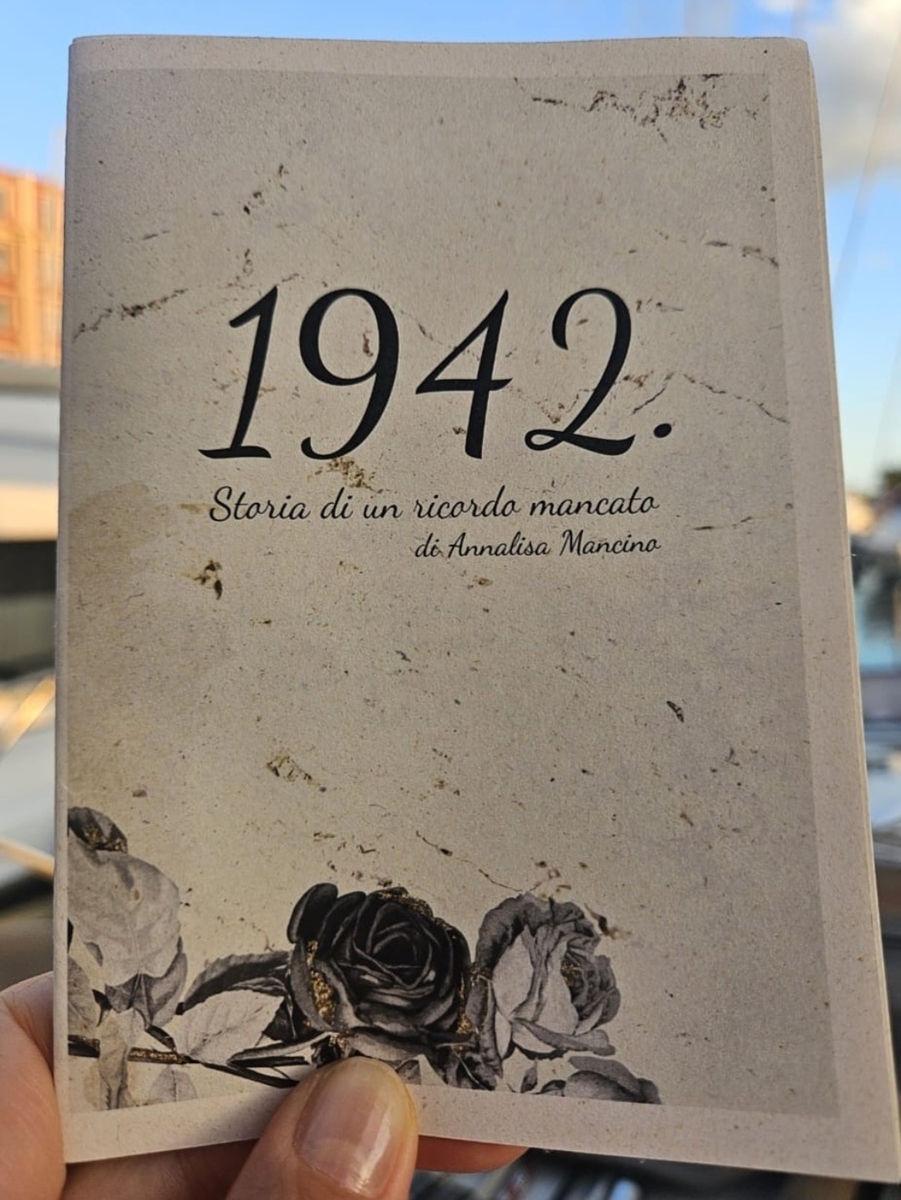 1942.
Storia di un ricordo mancato
di Annalisa Mancino